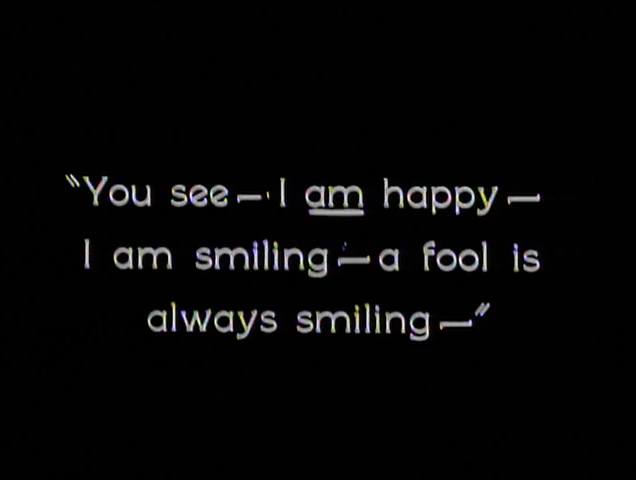 "You see — I am happy —
I am smiling — a fool is
always smiling —"